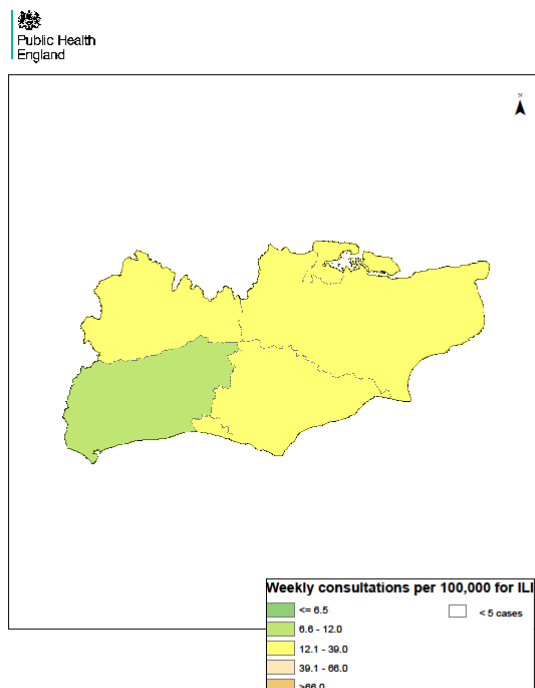 Public Health
England
N
Weekly consultations per 100,000 for ILI
<= 6.5
6.6 - 12.0
12.1 - 39.0
39.1 - 66.0
>66.0
< 5 cases